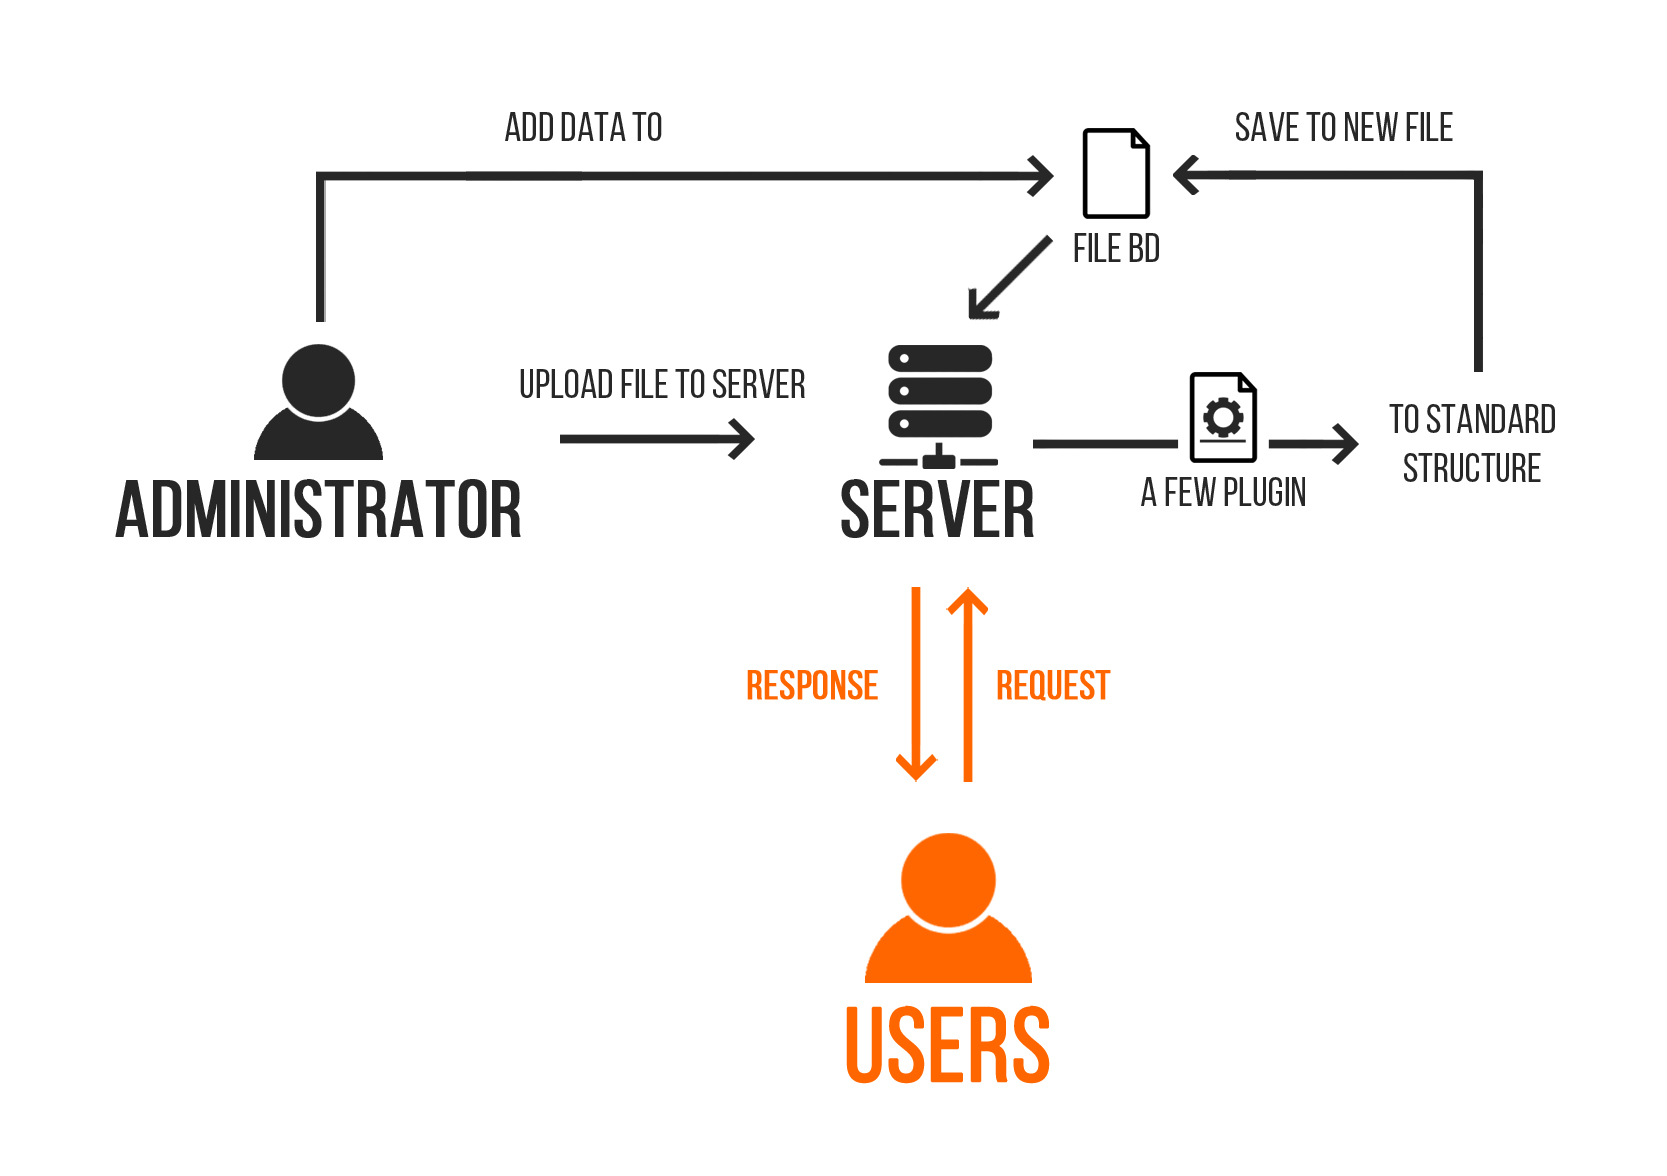 ADD DATA TO
SAVE TO NEW FILE
FILE BD
UPLOAD FILE TO SERVER
ADMINISTRATOR
SERVER
A FEW PLUGIN
TO STANDARD
STRUCTURE
RESPONSE
REQUEST
USERS